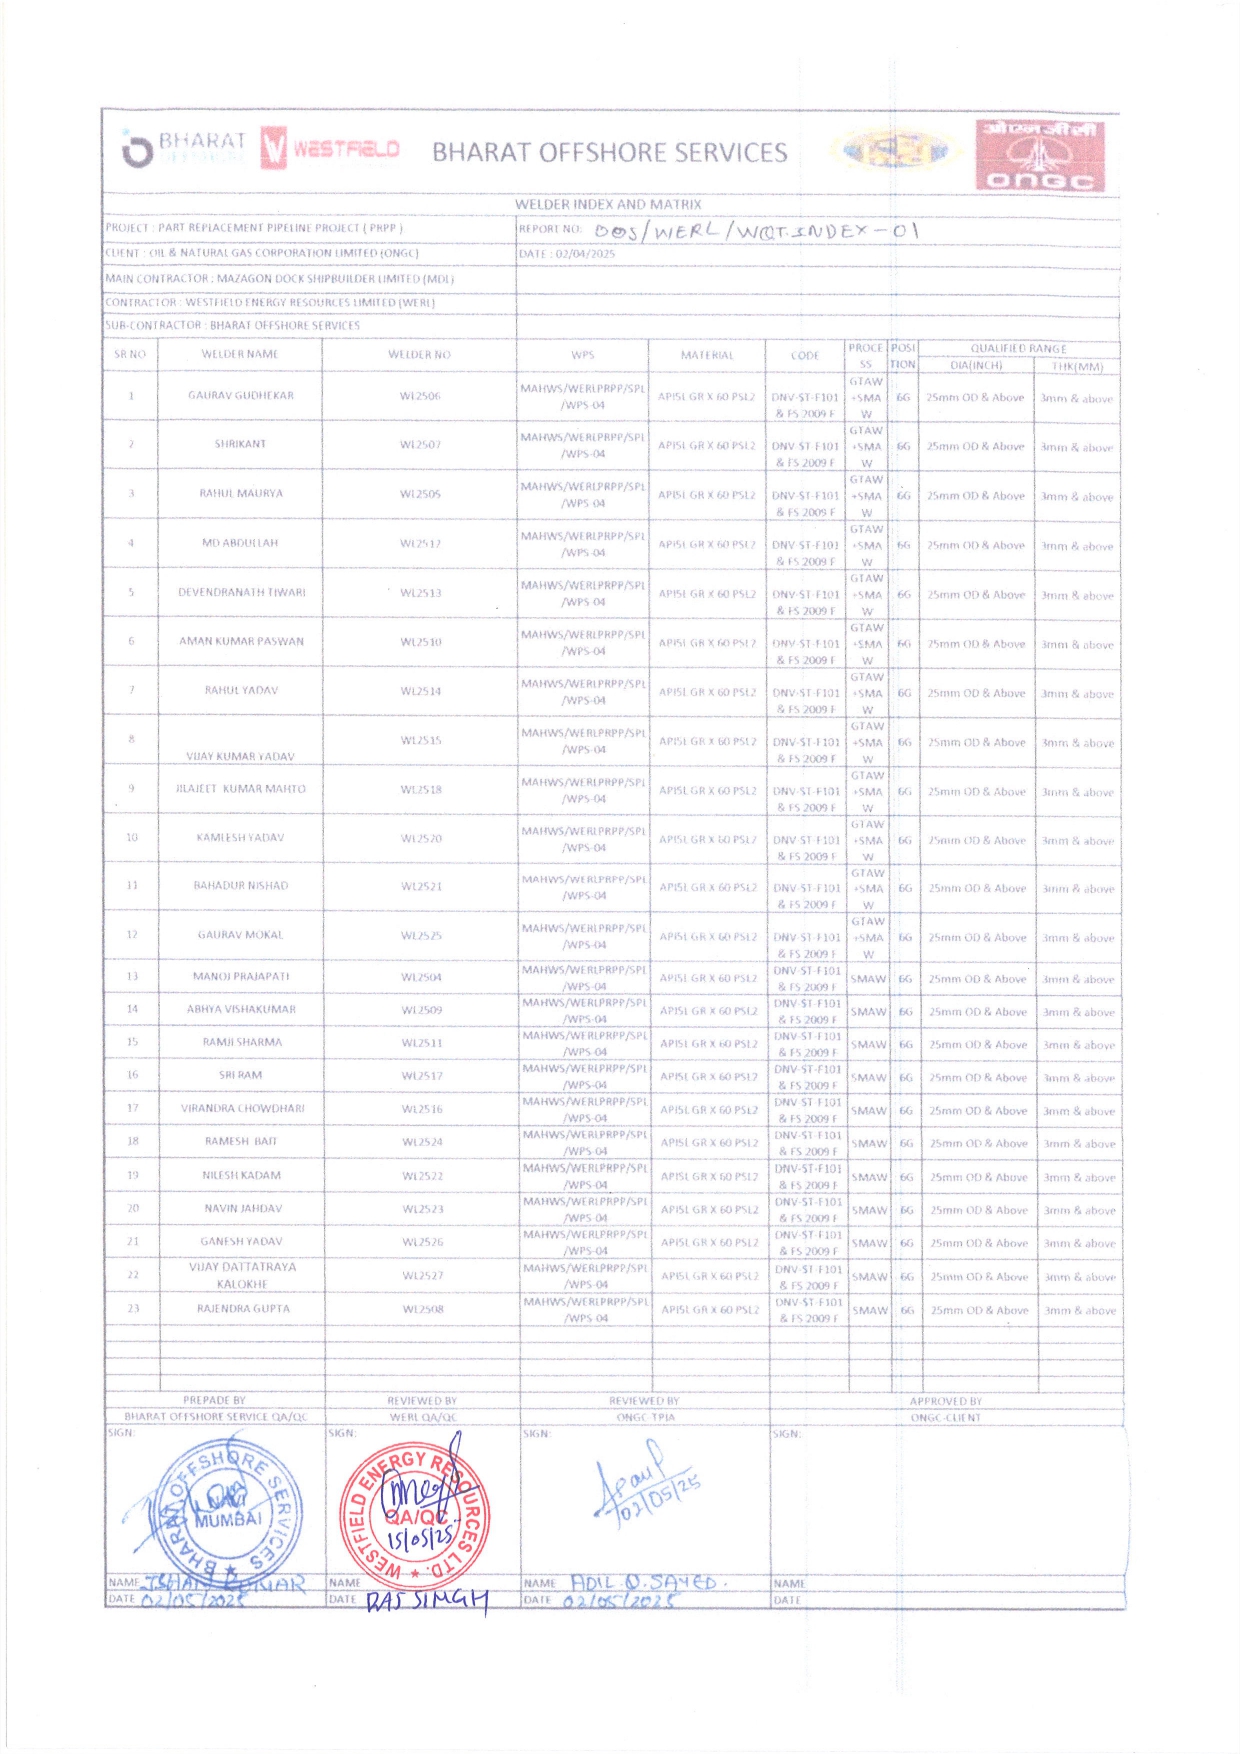 BHARAT OFFSHORE WESTFIELD BHARAT OFFSHORE SERVICES ओएनजीसी ONGC
WELDER INDEX AND MATRIX
PROJECT : PART REPLACEMENT PIPELINE PROJECT ( PRPP ) REPORT NO: BOS/WERL/WQT-INDEX-01
CLIENT : OIL & NATURAL GAS CORPORATION LIMITED (ONGC) DATE : 02/04/2025
MAIN CONTRACTOR : MAZAGON DOCK SHIPBUILDER LIMITED (MDL)
CONTRACTOR : WESTFIELD ENERGY RESOURCES LIMITED (WERL)
SUB-CONTRACTOR : BHARAT OFFSHORE SERVICES
SR NO WELDER NAME WELDER NO WPS MATERIAL CODE PROCESS POSITION QUALIFIED RANGE
DIA(INCH) THK(MM)
1 GAURAV GUDHEKAR WL2506 MAHWS/WERLPRPP/SPL/WPS-04 API5L GR X 60 PSL2 DNV-ST-F101 & FS 2009 F GTAW+SMAW 6G 25mm OD & Above 3mm & above
2 SHRIKANT WL2507 MAHWS/WERLPRPP/SPL/WPS-04 API5L GR X 60 PSL2 DNV-ST-F101 & FS 2009 F GTAW+SMAW 6G 25mm OD & Above 3mm & above
3 RAHUL MAURYA WL2505 MAHWS/WERLPRPP/SPL/WPS-04 API5L GR X 60 PSL2 DNV-ST-F101 & FS 2009 F GTAW+SMAW 6G 25mm OD & Above 3mm & above
4 MD ABDULLAH MAHWS/WERLPRPP/SPL/WPS-04 API5L GR X 60 PSL2 DNV-ST-F101 & FS 2009 F GTAW+SMAW 6G 25mm OD & Above 3mm & above
5 DEVENDRANATH TIWARI WL2513 MAHWS/WERLPRPP/SPL/WPS-04 API5L GR X 60 PSL2 DNV-ST-F101 & FS 2009 F GTAW+SMAW 6G 25mm OD & Above 3mm & above
6 AMAN KUMAR PASWAN WL2510 MAHWS/WERLPRPP/SPL/WPS-04 API5L GR X 60 PSL2 DNV-ST-F101 & FS 2009 F GTAW+SMAW 6G 25mm OD & Above 3mm & above
7 RAHUL YADAV WL2514 MAHWS/WERLPRPP/SPL/WPS-04 API5L GR X 60 PSL2 DNV-ST-F101 & FS 2009 F GTAW+SMAW 6G 25mm OD & Above 3mm & above
8 VIJAY KUMAR YADAV WL2515 MAHWS/WERLPRPP/SPL/WPS-04 API5L GR X 60 PSL2 DNV-ST-F101 & FS 2009 F GTAW+SMAW 6G 25mm OD & Above 3mm & above
9 JILAJEET KUMAR MAHTO WL2518 MAHWS/WERLPRPP/SPL/WPS-04 API5L GR X 60 PSL2 DNV-ST-F101 & FS 2009 F GTAW+SMAW 6G 25mm OD & Above 3mm & above
10 KAMLESH YADAV WL2520 MAHWS/WERLPRPP/SPL/WPS-04 API5L GR X 60 PSL2 DNV-ST-F101 & FS 2009 F GTAW+SMAW 6G 25mm OD & Above 3mm & above
11 BAHADUR NISHAD WL2521 MAHWS/WERLPRPP/SPL/WPS-04 API5L GR X 60 PSL2 DNV-ST-F101 & FS 2009 F GTAW+SMAW 6G 25mm OD & Above 3mm & above
12 GAURAV MOKAL WL2525 MAHWS/WERLPRPP/SPL/WPS-04 API5L GR X 60 PSL2 DNV-ST-F101 & FS 2009 F GTAW+SMAW 6G 25mm OD & Above 3mm & above
13 MANOJ PRAJAPATI WL2504 MAHWS/WERLPRPP/SPL/WPS-04 API5L GR X 60 PSL2 DNV-ST-F101 & FS 2009 F SMAW 6G 25mm OD & Above 3mm & above
14 ABHYA VISHAKUMAR WL2509 MAHWS/WERLPRPP/SPL/WPS-04 API5L GR X 60 PSL2 DNV-ST-F101 & FS 2009 F SMAW 6G 25mm OD & Above 3mm & above
15 RAMJI SHARMA WL2511 MAHWS/WERLPRPP/SPL/WPS-04 API5L GR X 60 PSL2 DNV-ST-F101 & FS 2009 F SMAW 6G 25mm OD & Above 3mm & above
16 SRI RAM MAHWS/WERLPRPP/SPL/WPS-04 API5L GR X 60 PSL2 DNV-ST-F101 & FS 2009 F SMAW 6G 25mm OD & Above 3mm & above
17 VIRANDRA CHOWDHARI WL2516 MAHWS/WERLPRPP/SPL/WPS-04 API5L GR X 60 PSL2 DNV-ST-F101 & FS 2009 F SMAW 6G 25mm OD & Above 3mm & above
18 RAMESH BAIT WL2524 MAHWS/WERLPRPP/SPL/WPS-04 API5L GR X 60 PSL2 DNV-ST-F101 & FS 2009 F SMAW 6G 25mm OD & Above 3mm & above
19 NILESH KADAM WL2522 MAHWS/WERLPRPP/SPL/WPS-04 API5L GR X 60 PSL2 DNV-ST-F101 & FS 2009 F SMAW 6G 25mm OD & Above 3mm & above
20 NAVIN JAHDAV WL2523 MAHWS/WERLPRPP/SPL/WPS-04 API5L GR X 60 PSL2 DNV-ST-F101 & FS 2009 F SMAW 6G 25mm OD & Above 3mm & above
21 GANESH YADAV WL2526 MAHWS/WERLPRPP/SPL/WPS-04 API5L GR X 60 PSL2 DNV-ST-F101 & FS 2009 F SMAW 6G 25mm OD & Above 3mm & above
22 VIJAY DATTATRAYA KALOKHE WL2527 MAHWS/WERLPRPP/SPL/WPS-04 API5L GR X 60 PSL2 DNV-ST-F101 & FS 2009 F SMAW 6G 25mm OD & Above 3mm & above
23 RAJENDRA GUPTA WL2508 MAHWS/WERLPRPP/SPL/WPS-04 API5L GR X 60 PSL2 DNV-ST-F101 & FS 2009 F SMAW 6G 25mm OD & Above 3mm & above
PREPADE BY REVIEWED BY REVIEWED BY APPROVED BY
BHARAT OFFSHORE SERVICE QA/QC WERL QA/QC ONGC-TPIA ONGC-CLIENT
SIGN: SIGN: SIGN: SIGN:
BHARAT OFFSHORE SERVICES NAVI MUMBAI
WESTFIELD ENERGY RESOURCES LTD. QA/QC
15/05/25
02/05/25
NAME ISHAN KUMAR NAME NAME ADIL N. SAYED. NAME
DATE 02/05/2025 DATE RAJ SINGH DATE 02/05/2025 DATE